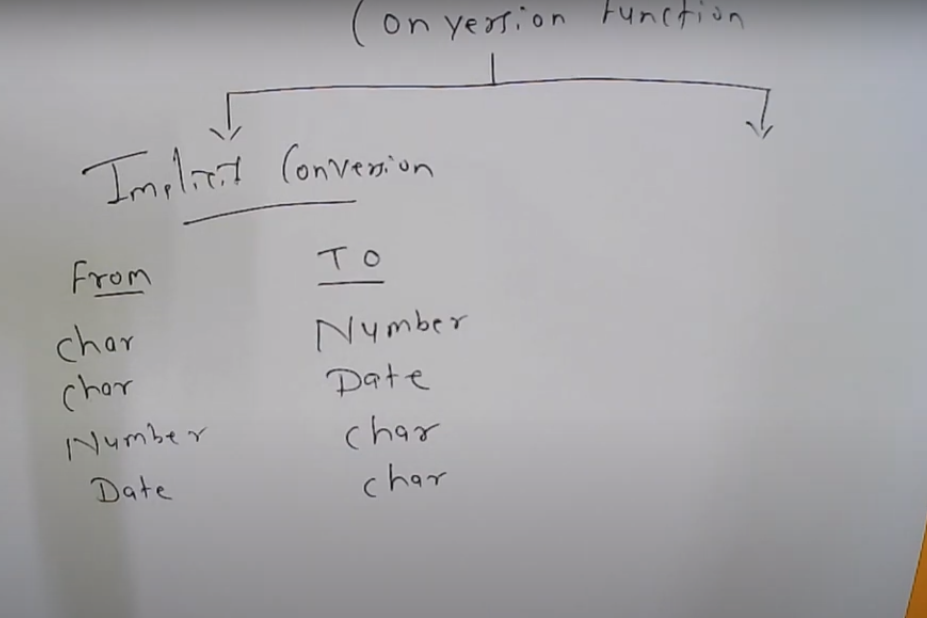 Conversion function
Implicit Conversion
From To
Char Number
Char Date
Number Char
Date Char